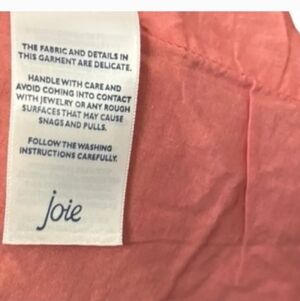 THE FABRIC AND DETAILS IN
THIS GARMENT ARE DELICATE.
HANDLE WITH CARE AND
AVOID COMING INTO CONTACT
WITH JEWELRY OR ANY ROUGH
SURFACES THAT MAY CAUSE
SNAGS AND PULLS.
FOLLOW THE WASHING
INSTRUCTIONS CAREFULLY.
joie